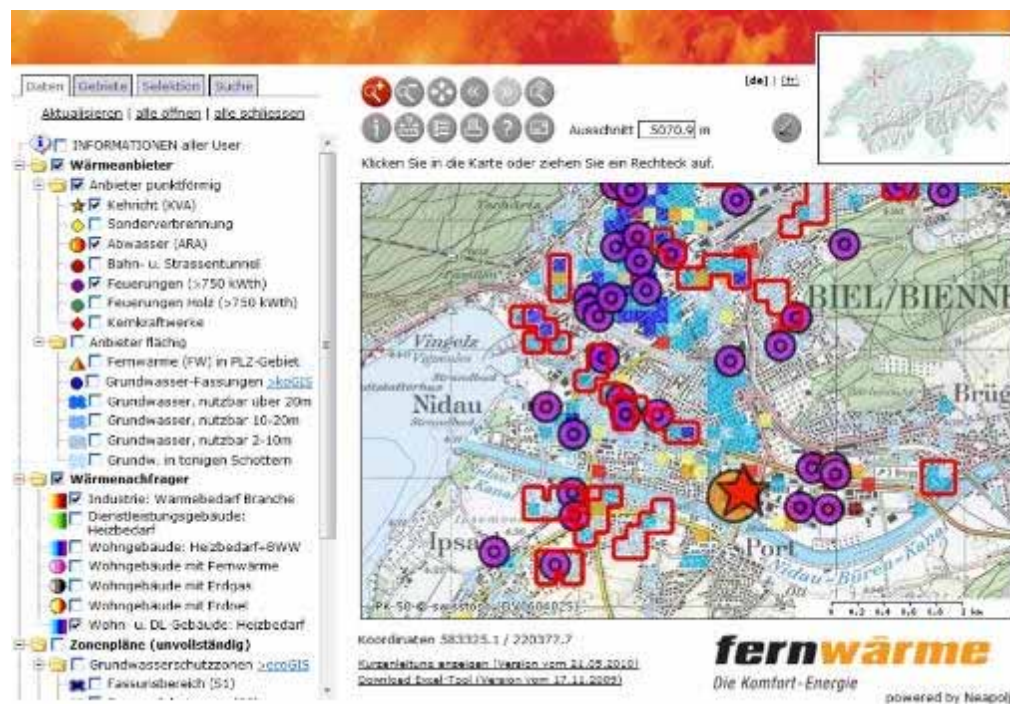 Daten Gebiete Selektion Suche
Aktualisieren | alle öffnen | alle schliessen
INFORMATIONEN aller User
Wärmeanbieter
Anbieter punktförmig
Kehricht (KVA)
Sonderverbrennung
Abwasser (ARA)
Bahn- u. Strassentunnel
Feuerungen (>750 kWth)
Feuerungen Holz (>750 kWth)
Kernkraftwerke
Anbieter flächig
Fernwärme (FW) in PLZ-Gebiet
Grundwasser-Fassungen
Grundwasser, nutzbar über 20m
Grundwasser, nutzbar 10-20m
Grundwasser, nutzbar 2-10m
Grundw. in tonigen Schottern
Wärmenachfrager
Industrie: Wärmebedarf Branche
Dienstleistungsgebäude:
Heizbedarf
Wohngebäude: Heizbedarf+BWW
Wohngebäude mit Fernwärme
Wohngebäude mit Erdgas
Wohngebäude mit Erdoel
Wohn- u. DL-Gebäude: Heizbedarf
Zonenpläne (unvollständig)
Grundwasserschutzzonen
(S1)
[de] | [fr]
Ausschnitt 5070.9 m
Klicken Sie in die Karte oder ziehen Sie ein Rechteck auf.
BIEL/BIENNE
Vingelz
Nidau
Brüg
Ipsa
Port
Nidau-Büren-Kanal
Koordinaten 583325.1 / 220377.7
Kurzanleitung anzeigen (Version vom 21.05.2010)
Download Excel-Tool (Version vom 17.11.2009)
fernwärme
Die Komfort-Energie
powered by Neapol